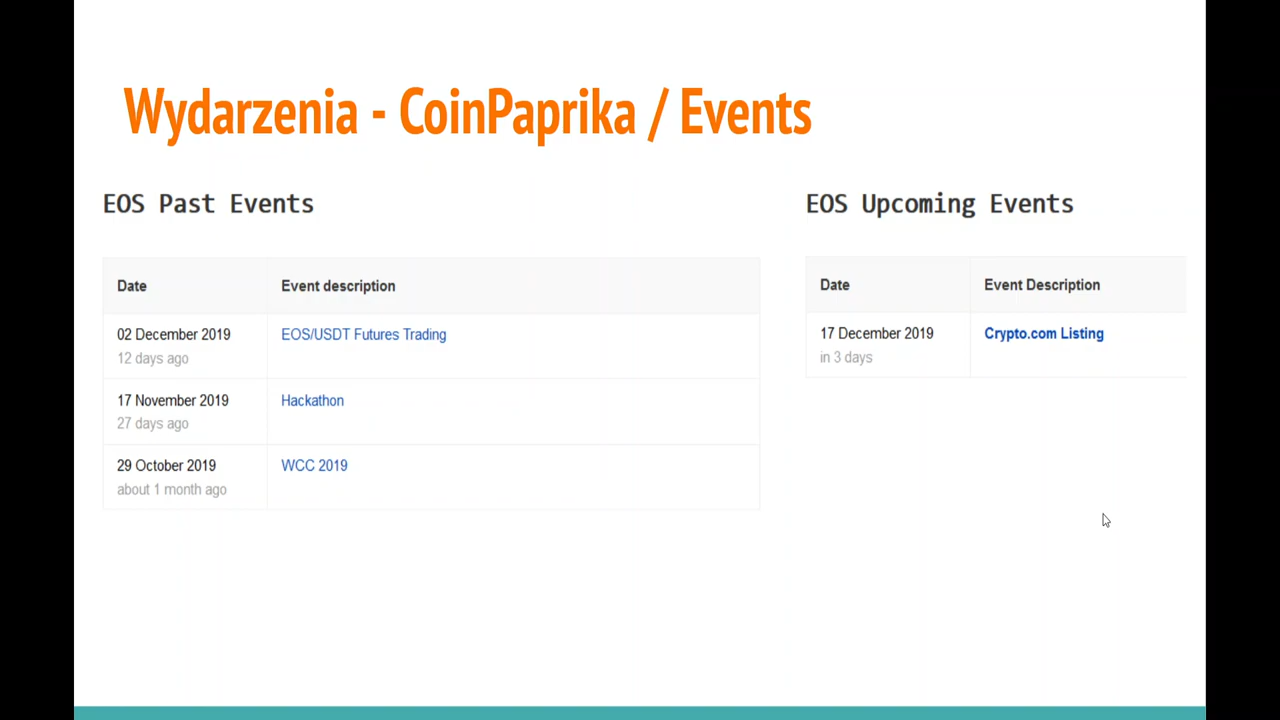 Wydarzenia - CoinPaprika / Events
EOS Past Events
Date Event description
02 December 2019 EOS/USDT Futures Trading
12 days ago
17 November 2019 Hackathon
27 days ago
29 October 2019 WCC 2019
about 1 month ago
EOS Upcoming Events
Date Event Description
17 December 2019 Crypto.com Listing
in 3 days